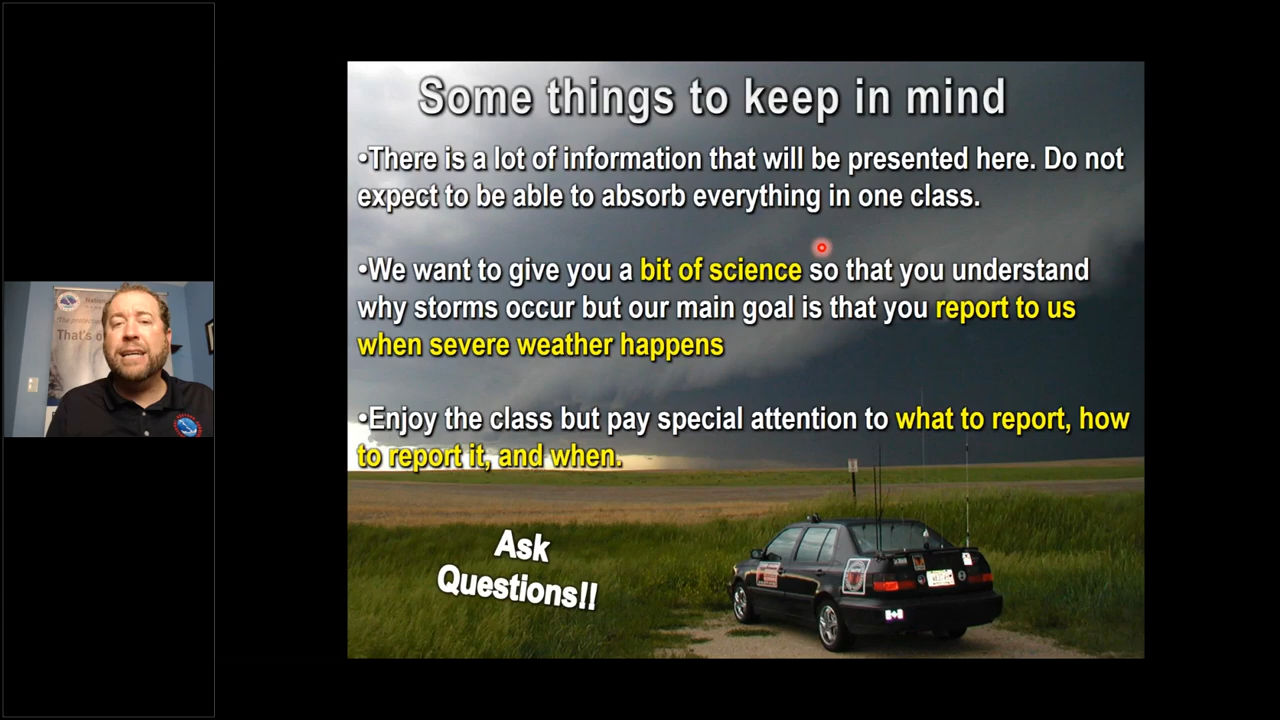 Some things to keep in mind
•There is a lot of information that will be presented here. Do not
expect to be able to absorb everything in one class.
•We want to give you a bit of science so that you understand
why storms occur but our main goal is that you report to us
when severe weather happens
•Enjoy the class but pay special attention to what to report, how
to report it, and when.
Ask
Questions!!
Nation
That's o